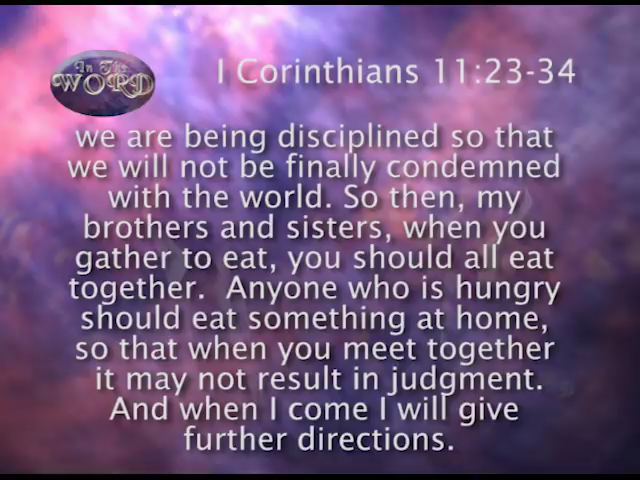 In The
WORD
I Corinthians 11:23-34
we are being disciplined so that
we will not be finally condemned
with the world. So then, my
brothers and sisters, when you
gather to eat, you should all eat
together.  Anyone who is hungry
should eat something at home,
so that when you meet together
it may not result in judgment.
And when I come I will give
further directions.